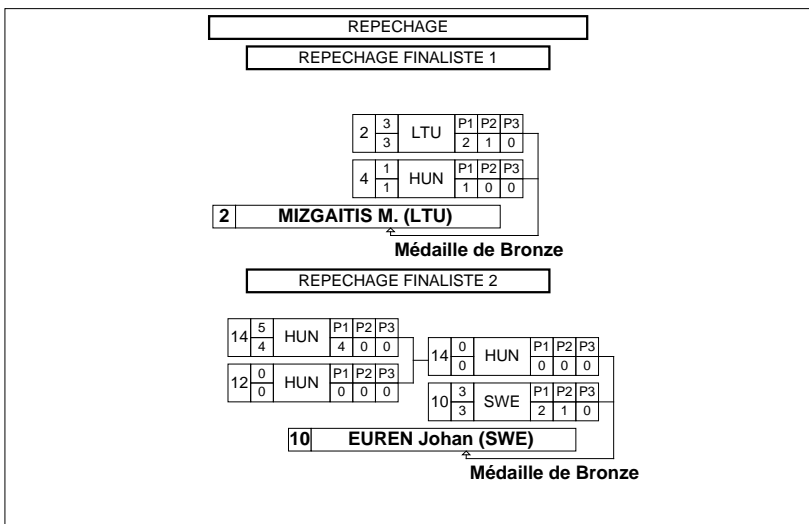 REPECHAGE
REPECHAGE FINALISTE 1
2 3 LTU P1 P2 P3
3 2 1 0
4 1 HUN P1 P2 P3
1 1 0 0
2 MIZGAITIS M. (LTU)
Médaille de Bronze
REPECHAGE FINALISTE 2
14 5 HUN P1 P2 P3
4 4 0 0
14 0 HUN P1 P2 P3
0 0 0 0
12 0 HUN P1 P2 P3
0 0 0 0
10 3 SWE P1 P2 P3
3 2 1 0
10 EUREN Johan (SWE)
Médaille de Bronze